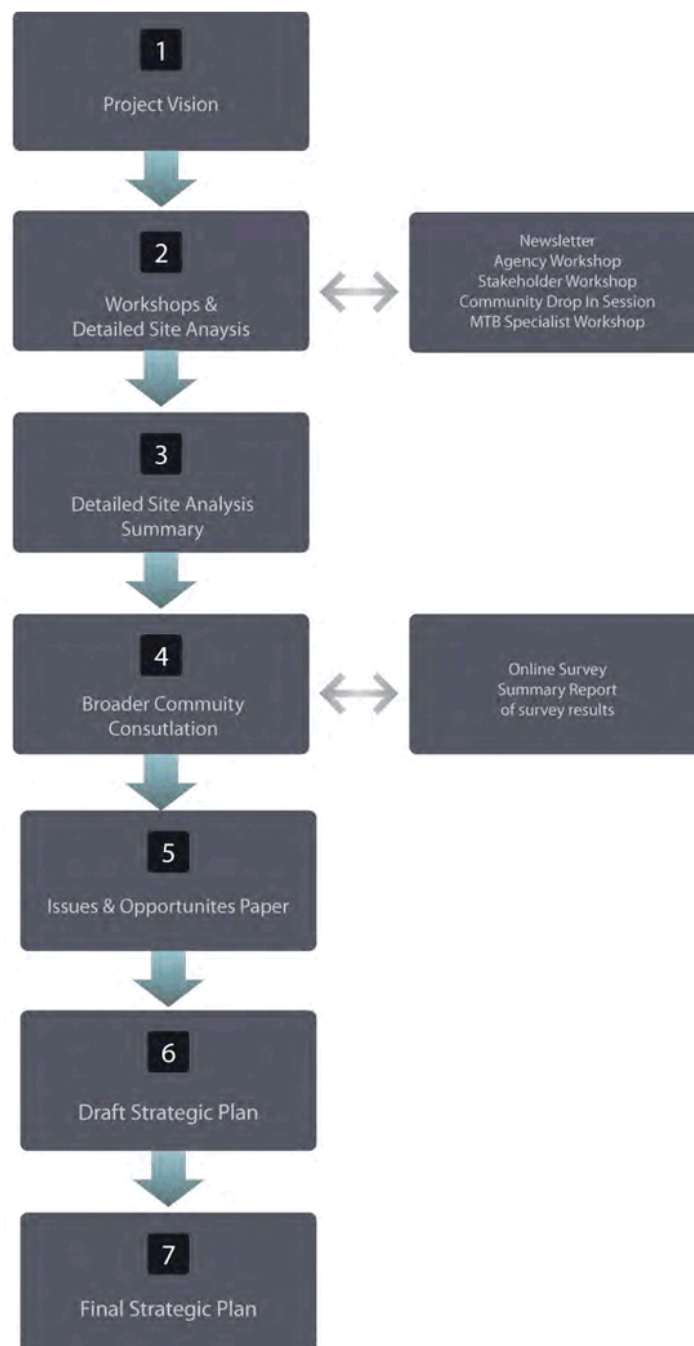 1
Project Vision
2
Workshops &
Detailed Site Anaysis
Newsletter
Agency Workshop
Stakeholder Workshop
Community Drop In Session
MTB Specialist Workshop
3
Detailed Site Analysis
Summary
4
Broader Commuity
Consutlation
Online Survey
Summary Report
of survey results
5
Issues & Opportunites Paper
6
Draft Strategic Plan
7
Final Strategic Plan